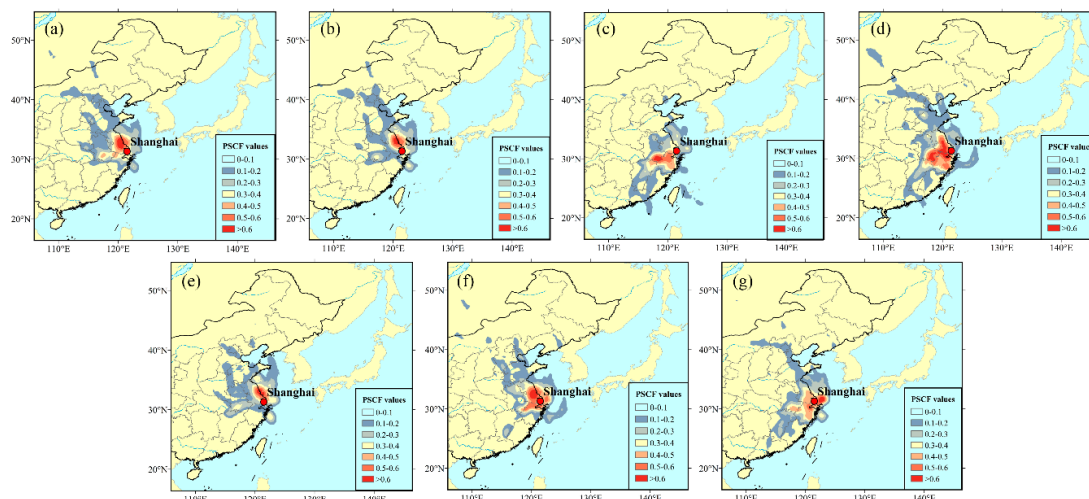 (a)
50°N
40°N
30°N
20°N
Shanghai
PSCF values
0-0.1
0.1-0.2
0.2-0.3
0.3-0.4
0.4-0.5
0.5-0.6
>0.6
110°E 120°E 130°E 140°E
(b)
50°N
40°N
30°N
20°N
Shanghai
PSCF values
0-0.1
0.1-0.2
0.2-0.3
0.3-0.4
0.4-0.5
0.5-0.6
>0.6
110°E 120°E 130°E 140°E
(c)
50°N
40°N
30°N
20°N
Shanghai
PSCF values
0-0.1
0.1-0.2
0.2-0.3
0.3-0.4
0.4-0.5
0.5-0.6
>0.6
110°E 120°E 130°E 140°E
(d)
50°N
40°N
30°N
20°N
Shanghai
PSCF values
0-0.1
0.1-0.2
0.2-0.3
0.3-0.4
0.4-0.5
0.5-0.6
>0.6
110°E 120°E 130°E 140°E
(e)
50°N
40°N
30°N
20°N
Shanghai
PSCF values
0-0.1
0.1-0.2
0.2-0.3
0.3-0.4
0.4-0.5
0.5-0.6
>0.6
110°E 120°E 130°E 140°E
(f)
50°N
40°N
30°N
20°N
Shanghai
PSCF values
0-0.1
0.1-0.2
0.2-0.3
0.3-0.4
0.4-0.5
0.5-0.6
>0.6
110°E 120°E 130°E 140°E
(g)
50°N
40°N
30°N
20°N
Shanghai
PSCF values
0-0.1
0.1-0.2
0.2-0.3
0.3-0.4
0.4-0.5
0.5-0.6
>0.6
110°E 120°E 130°E 140°E